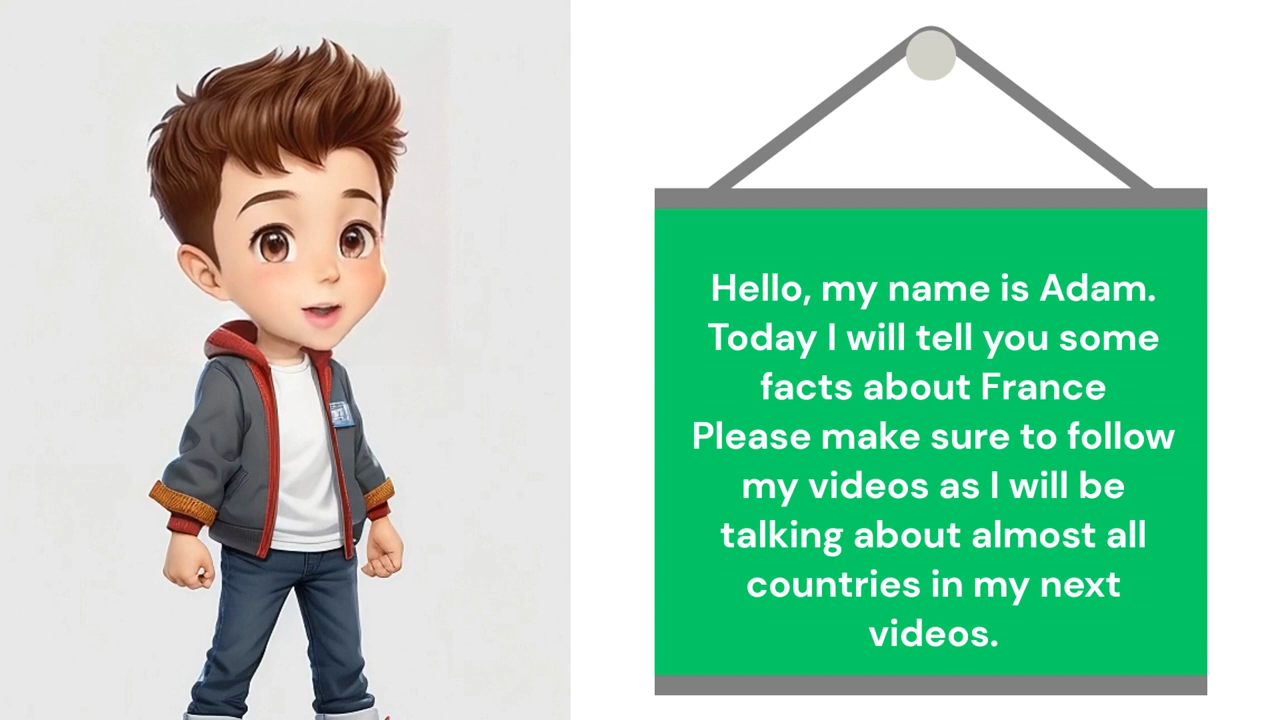 Hello, my name is Adam.
Today I will tell you some
facts about France
Please make sure to follow
my videos as I will be
talking about almost all
countries in my next
videos.